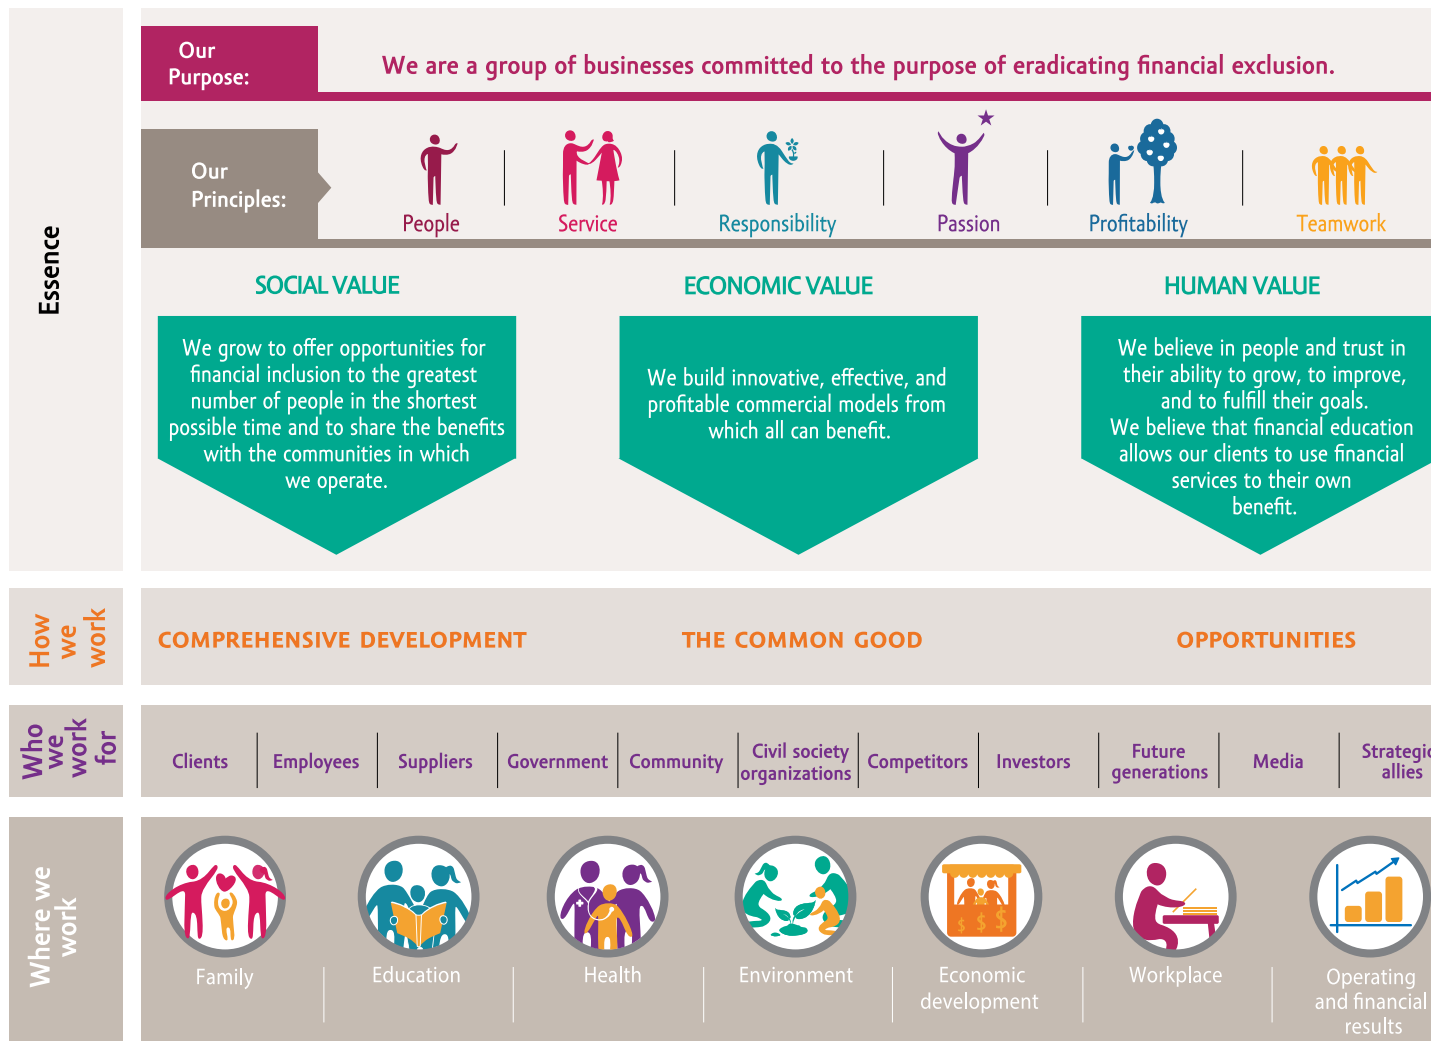 Our
Purpose:
We are a group of businesses committed to the purpose of eradicating financial exclusion.
Our
Principles:
People
Service
Responsibility
Passion
Profitability
Teamwork
Essence
SOCIAL VALUE
We grow to offer opportunities for
financial inclusion to the greatest
number of people in the shortest
possible time and to share the benefits
with the communities in which
we operate.
ECONOMIC VALUE
We build innovative, effective, and
profitable commercial models from
which all can benefit.
HUMAN VALUE
We believe in people and trust in
their ability to grow, to improve,
and to fulfill their goals.
We believe that financial education
allows our clients to use financial
services to their own
benefit.
How
we
work
COMPREHENSIVE DEVELOPMENT
THE COMMON GOOD
OPPORTUNITIES
Who
we
work
for
Clients
Employees
Suppliers
Government
Community
Civil society
organizations
Competitors
Investors
Future
generations
Media
Strategic
allies
Where we
work
Family
Education
Health
Environment
Economic
development
$ $ $
Workplace
Operating
and financial
results